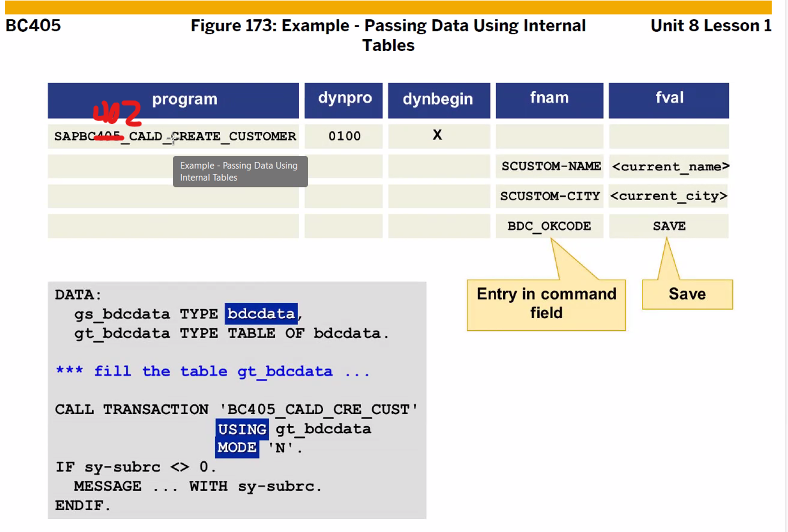 BC405
Figure 173: Example - Passing Data Using Internal
Tables
Unit 8 Lesson 1
program dynpro dynbegin fnam fval
402
SAPBC405_CALD_CREATE_CUSTOMER 0100 X
Example - Passing Data Using
Internal Tables
SCUSTOM-NAME <current_name>
SCUSTOM-CITY <current_city>
BDC_OKCODE SAVE
Entry in command
field
Save
DATA:
gs_bdcdata TYPE bdcdata,
gt_bdcdata TYPE TABLE OF bdcdata.
*** fill the table gt_bdcdata ...
CALL TRANSACTION 'BC405_CALD_CRE_CUST'
USING gt_bdcdata
MODE 'N'.
IF sy-subrc <> 0.
MESSAGE ... WITH sy-subrc.
ENDIF.